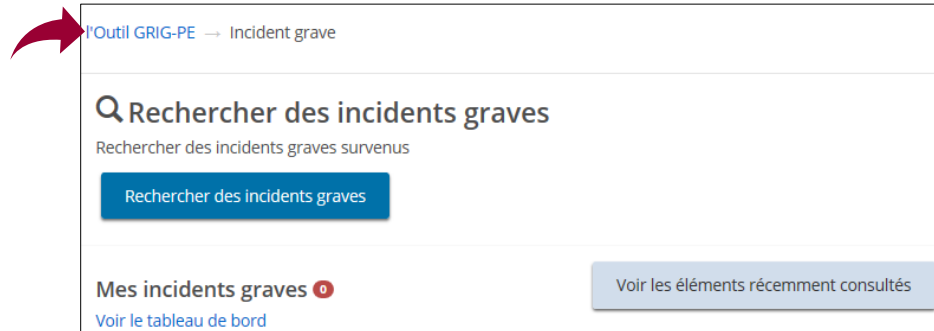 l'Outil GRIG-PE → Incident grave
Rechercher des incidents graves
Rechercher des incidents graves survenus
Rechercher des incidents graves
Mes incidents graves 0
Voir les éléments récemment consultés
Voir le tableau de bord